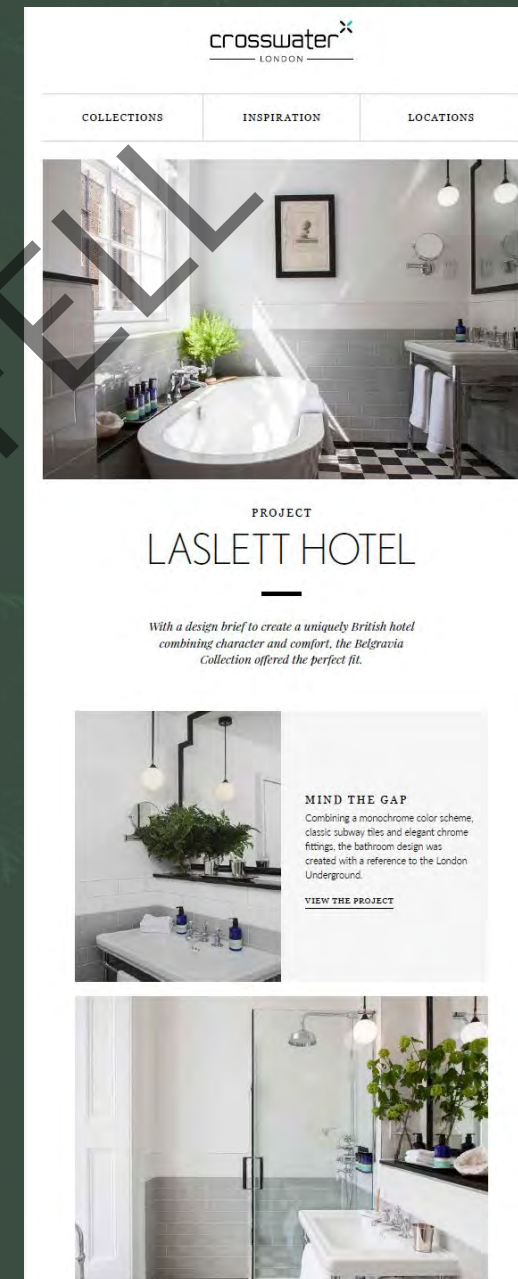 crosswater
LONDON
COLLECTIONS
INSPIRATION
LOCATIONS
PROJECT
LASLETT HOTEL
With a design brief to create a uniquely British hotel
combining character and comfort, the Belgravia
Collection offered the perfect fit.
MIND THE GAP
Combining a monochrome color scheme,
classic subway tiles and elegant chrome
fittings, the bathroom design was
created with a reference to the London
Underground.
VIEW THE PROJECT